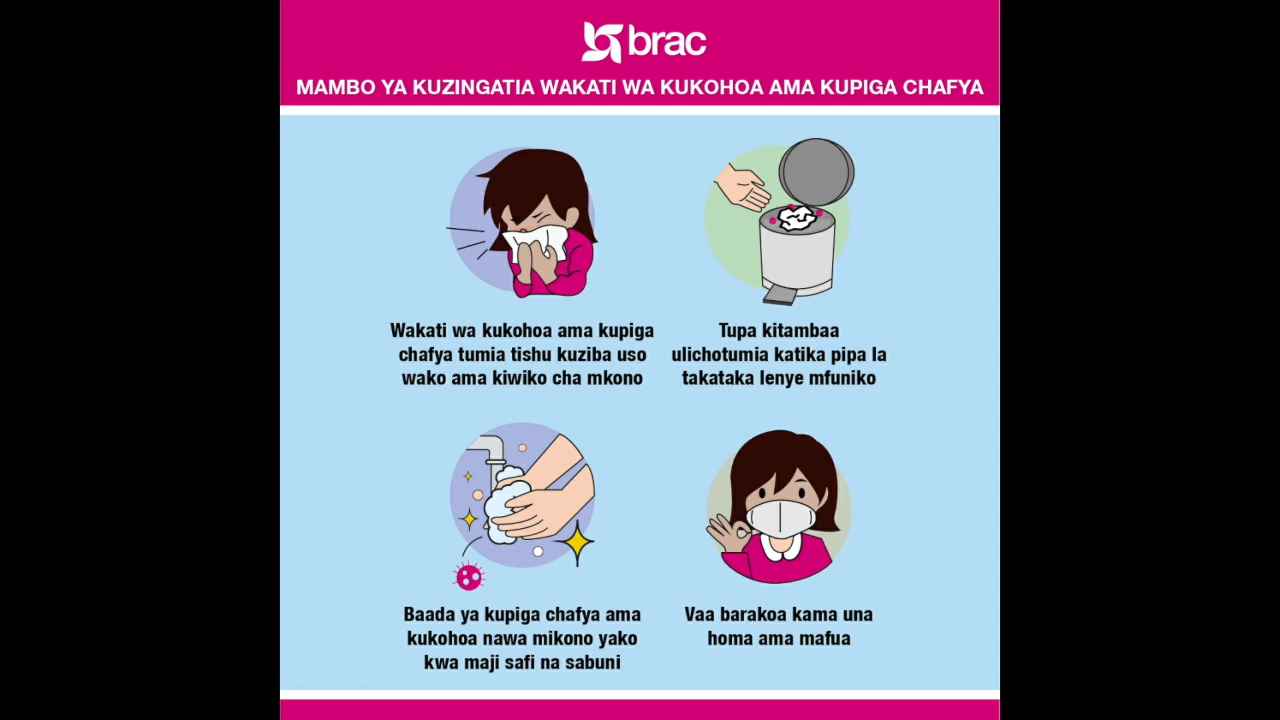 brac
MAMBO YA KUZINGATIA WAKATI WA KUKOHOA AMA KUPIGA CHAFYA
Wakati wa kukohoa ama kupiga
chafya tumia tishu kuziba uso
wako ama kiwiko cha mkono
Tupa kitambaa
ulichotumia katika pipa la
takataka lenye mfuniko
Baada ya kupiga chafya ama
kukohoa nawa mikono yako
kwa maji safi na sabuni
Vaa barakoa kama una
homa ama mafua